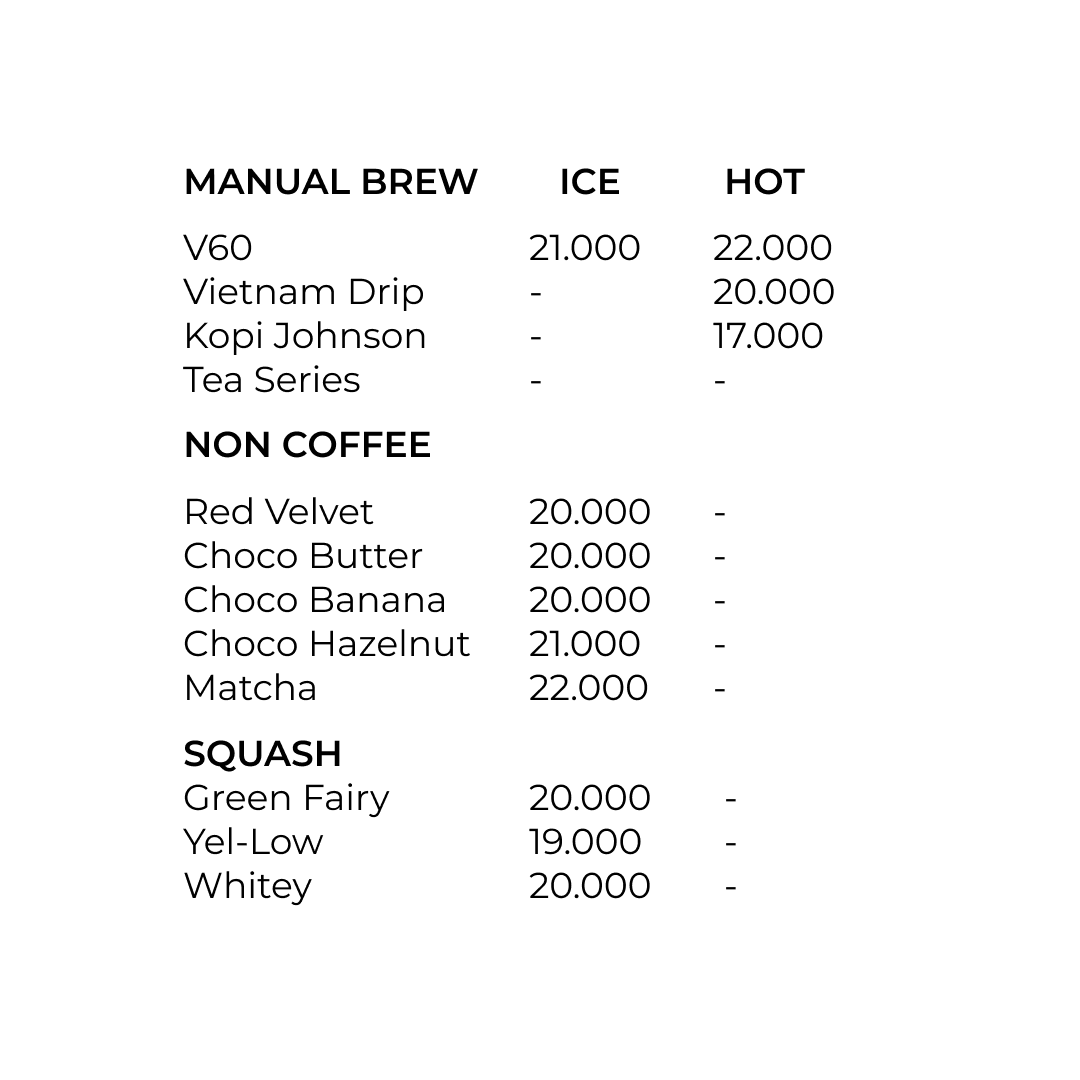 MANUAL BREW ICE HOT
V60 21.000 22.000
Vietnam Drip - 20.000
Kopi Johnson - 17.000
Tea Series - -
NON COFFEE
Red Velvet 20.000 -
Choco Butter 20.000 -
Choco Banana 20.000 -
Choco Hazelnut 21.000 -
Matcha 22.000 -
SQUASH
Green Fairy 20.000 -
Yel-Low 19.000 -
Whitey 20.000 -